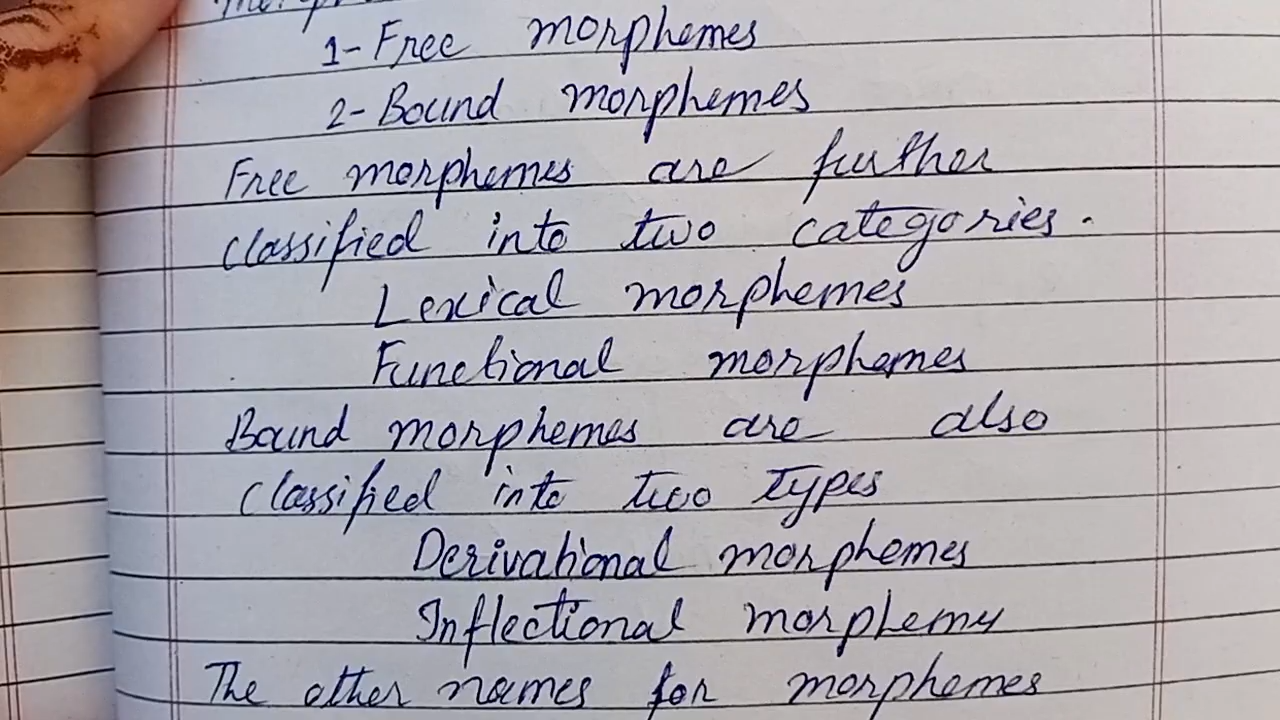 1- Free morphemes
2- Bound morphemes
Free morphemes are further
classified into two categories.
Lexical morphemes
Functional morphemes
Bound morphemes are also
classified into two types
Derivational morphemes
Inflectional morphemes
The other names for morphemes